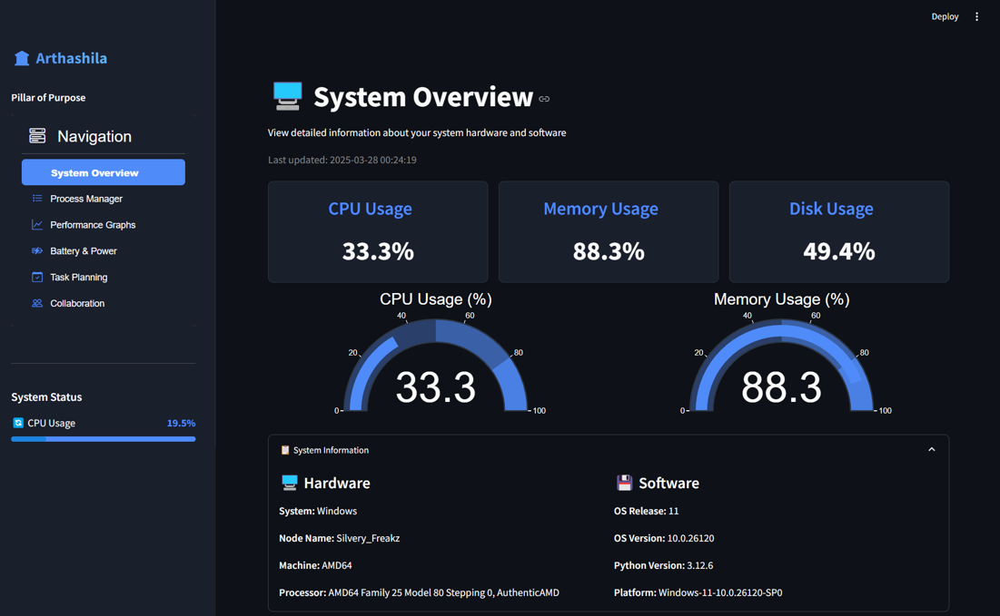 Deploy
Arthashila
Pillar of Purpose
Navigation
System Overview
Process Manager
Performance Graphs
Battery & Power
Task Planning
Collaboration
System Status
CPU Usage 19.5%
System Overview
View detailed information about your system hardware and software
Last updated: 2025-03-28 00:24:19
CPU Usage Memory Usage Disk Usage
33.3% 88.3% 49.4%
CPU Usage (%) Memory Usage (%)
40 60 40 60
20 80 20 80
33.3 88.3
0 100 0 100
System Information
Hardware Software
System: Windows OS Release: 11
Node Name: Silvery_Freakz OS Version: 10.0.26120
Machine: AMD64 Python Version: 3.12.6
Processor: AMD64 Family 25 Model 80 Stepping 0, AuthenticAMD Platform: Windows-11-10.0.26120-SP0